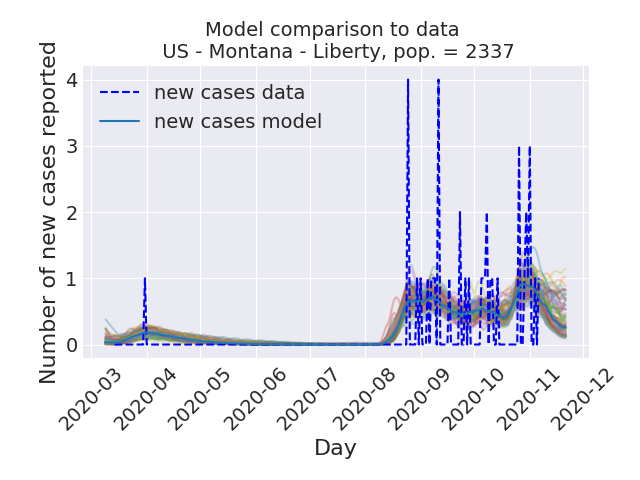 Model comparison to data
US - Montana - Liberty, pop. = 2337
new cases data
new cases model
Number of new cases reported
4
3
2
1
0
2020-03
2020-04
2020-05
2020-06
2020-07
2020-08
2020-09
2020-10
2020-11
2020-12
Day